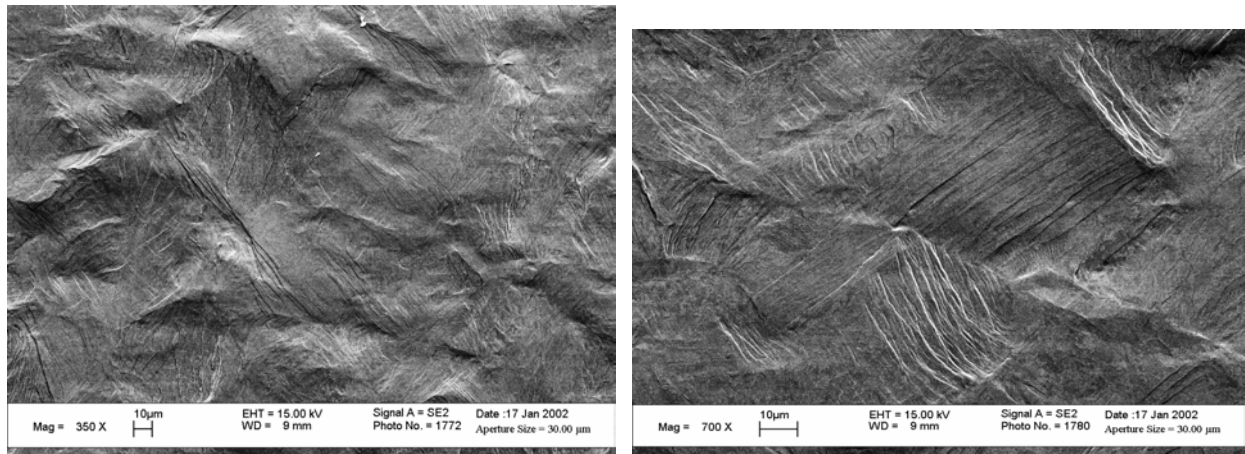 10µm EHT = 15.00 kV Signal A = SE2 Date :17 Jan 2002
Mag = 350 X WD = 9 mm Photo No. = 1772 Aperture Size = 30.00 µm
10µm EHT = 15.00 kV Signal A = SE2 Date :17 Jan 2002
Mag = 700 X WD = 9 mm Photo No. = 1780 Aperture Size = 30.00 µm